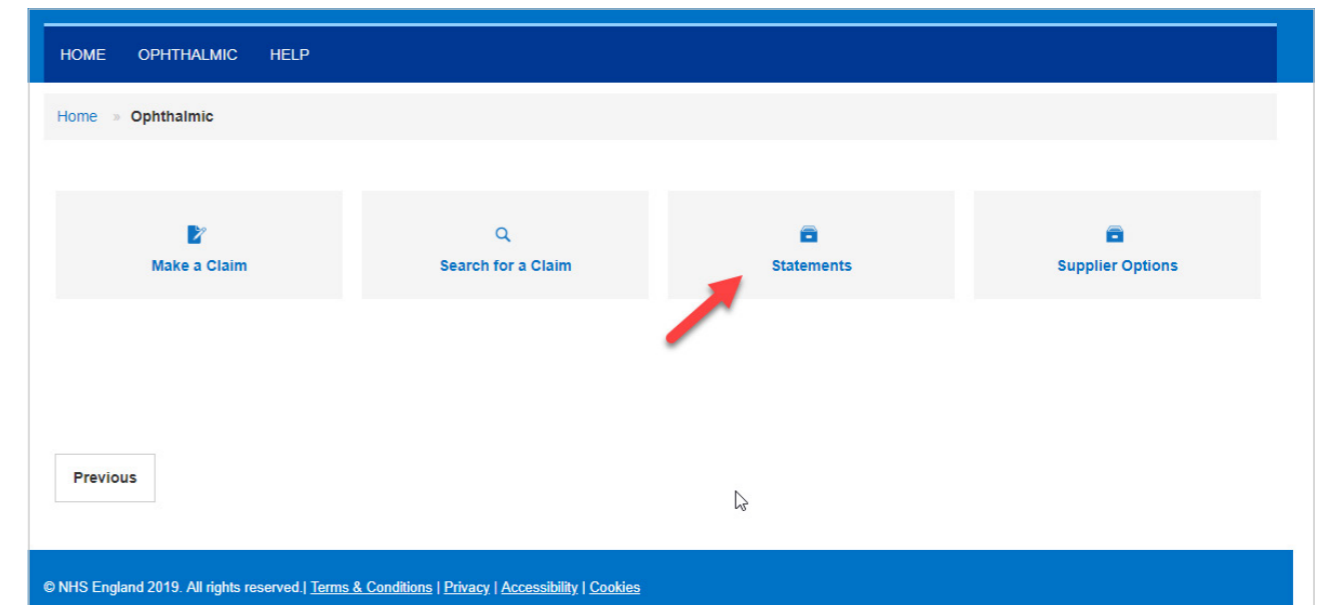 HOME OPHTHALMIC HELP
Home » Ophthalmic
Make a Claim Search for a Claim Statements Supplier Options
Previous
© NHS England 2019. All rights reserved.| Terms & Conditions | Privacy | Accessibility | Cookies